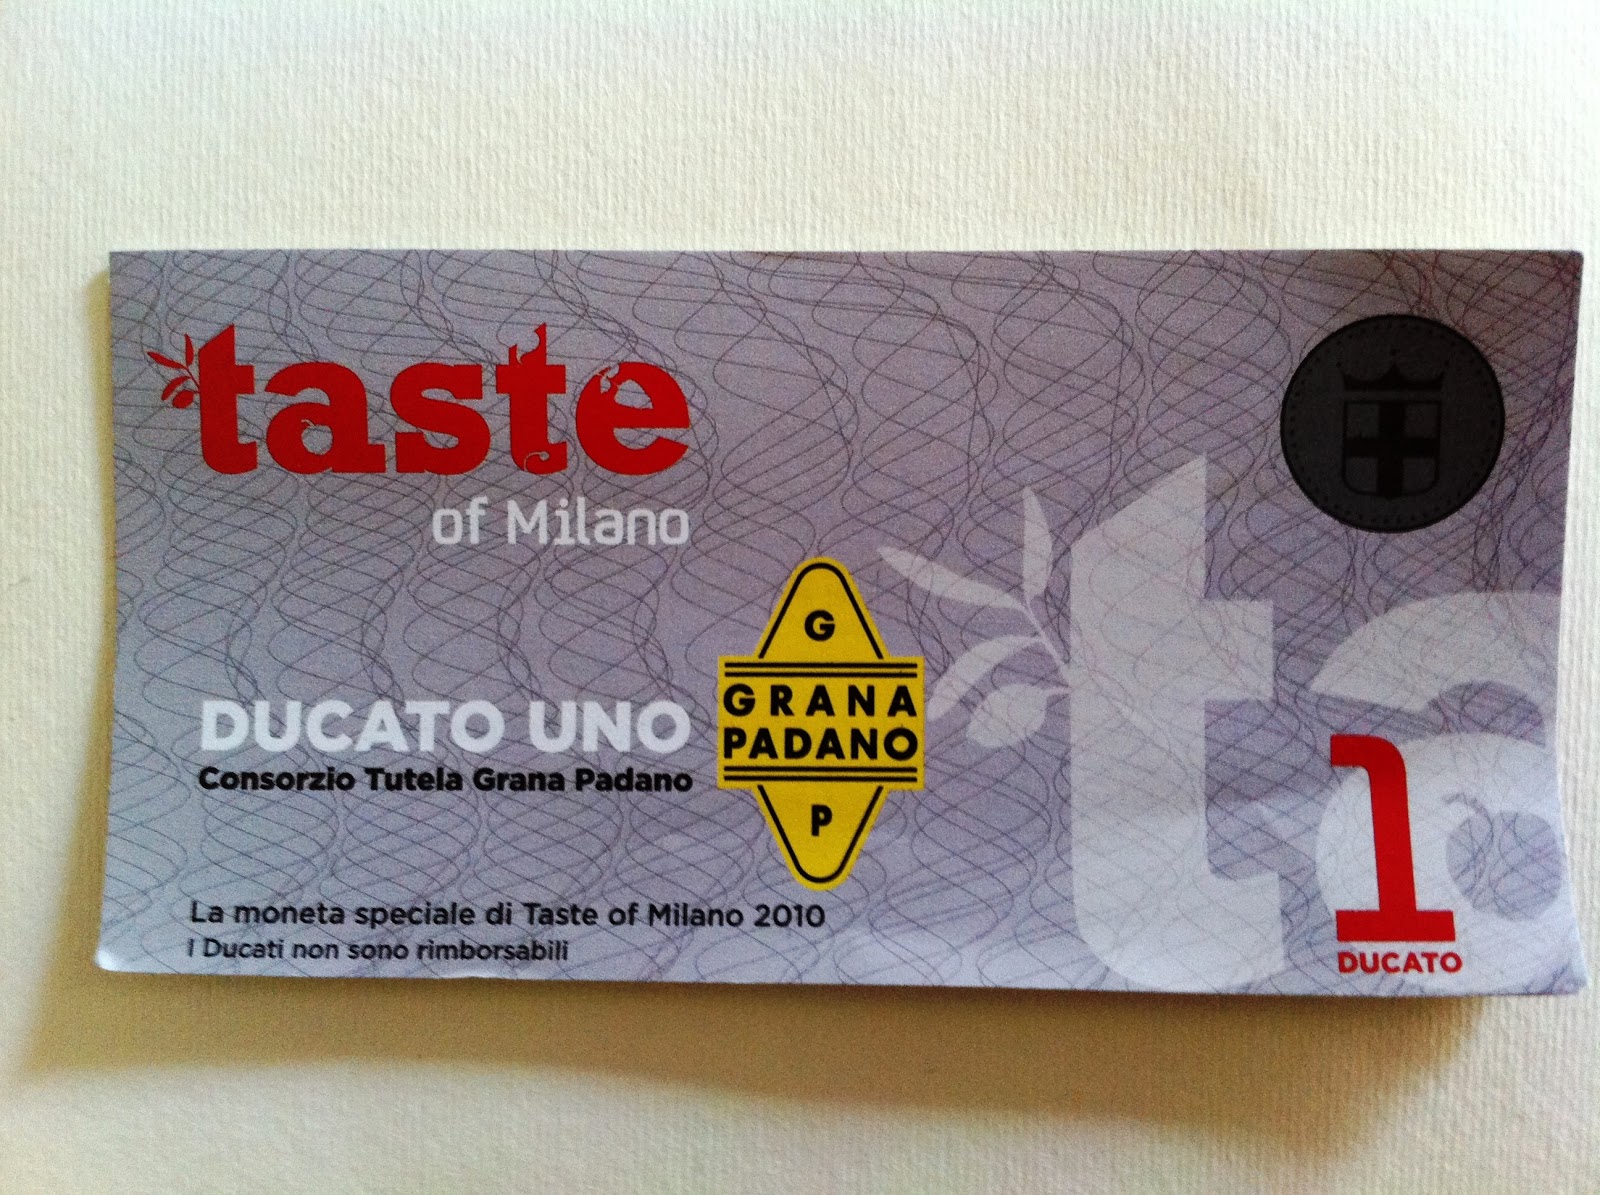 taste
of Milano
G
GRANA
PADANO
P
DUCATO UNO
Consorzio Tutela Grana Padano
La moneta speciale di Taste of Milano 2010
I Ducati non sono rimborsabili
ta
1
DUCATO